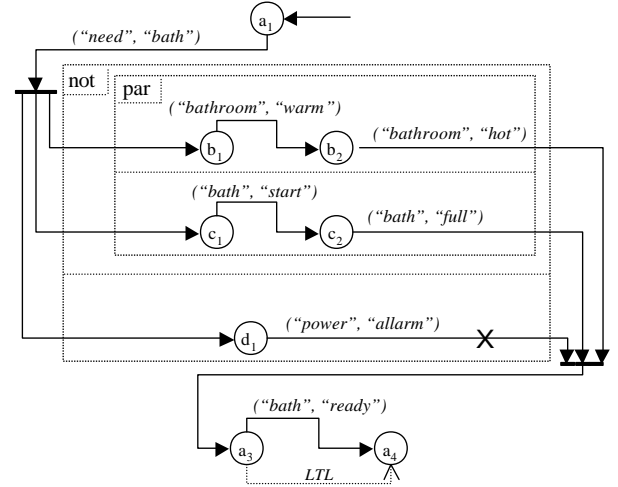 a1
("need", "bath")
not
par
("bathroom", "warm")
b1
b2
("bathroom", "hot")
("bath", "start")
c1
c2
("bath", "full")
("power", "allarm")
d1
X
("bath", "ready")
a3
a4
LTL